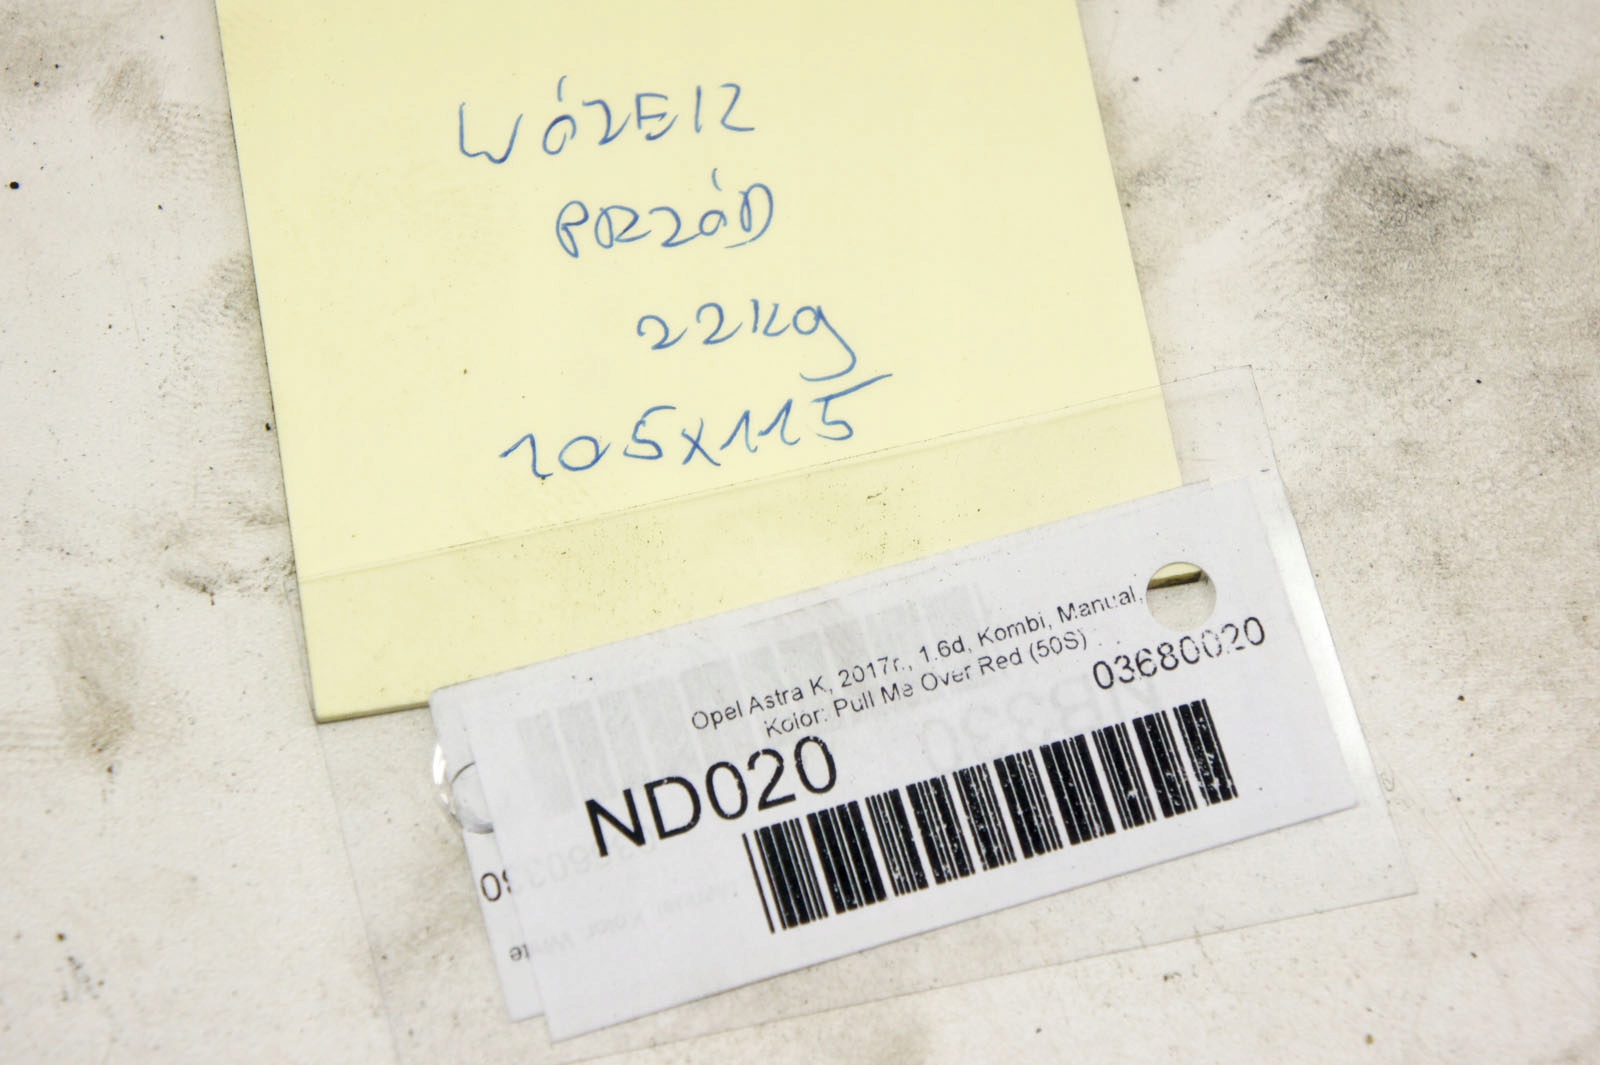 WÓZEK
PRZÓD
22kg
105x115
Opel Astra K, 2017r., 1.6d, Kombi, Manual,
Kolor: Pull Me Over Red (50S)
03680020
ND020